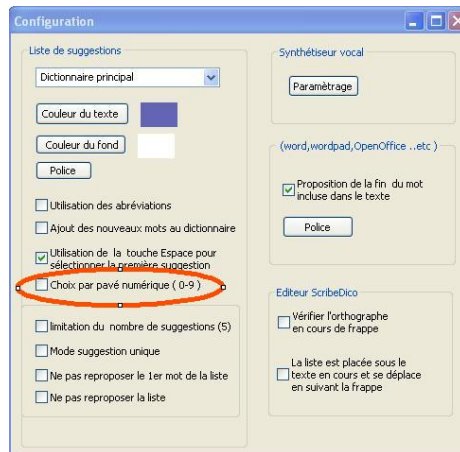 Configuration
Liste de suggestions
Dictionnaire principal
Couleur du texte
Couleur du fond
Police
Utilisation des abréviations
Ajout des nouveaux mots au dictionnaire
Utilisation de la touche Espace pour
sélectionner la première suggestion
Choix par pavé numérique ( 0-9 )
limitation du nombre de suggestions (5)
Mode suggestion unique
Ne pas reproposer le 1er mot de la liste
Ne pas reproposer la liste
Synthétiseur vocal
Paramètrage
(word,wordpad,OpenOffice ..etc )
Proposition de la fin du mot
incluse dans le texte
Police
Editeur ScribeDico
Vérifier l'orthographe
en cours de frappe
La liste est placée sous le
texte en cours et se déplace
en suivant la frappe